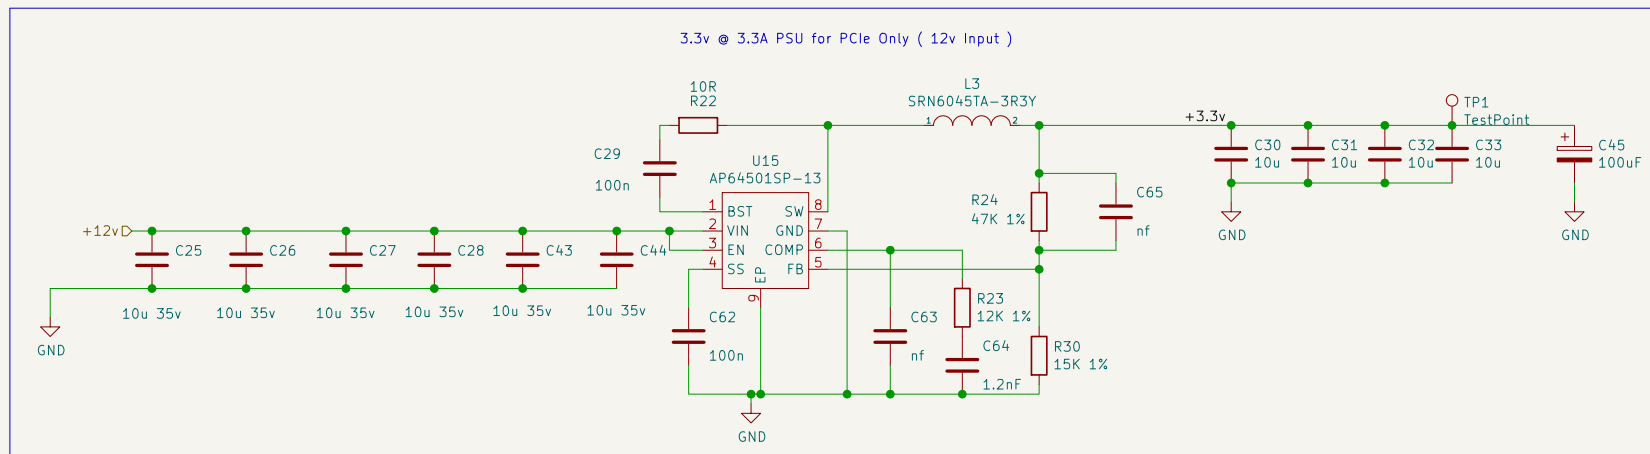 3.3v @ 3.3A PSU for PCIe Only ( 12v Input )
10R
R22
L3
SRN6045TA-3R3Y
1
2
+3.3v
TP1
TestPoint
C29
100n
U15
AP64501SP-13
C30
10u
C31
10u
C32
10u
C33
10u
+
C45
100uF
1 BST
SW 8
2 VIN
GND 7
3 EN
COMP 6
4 SS
FB 5
EP
9
R24
47K 1%
C65
nf
+12v
C25
C26
C27
C28
C43
C44
10u 35v
10u 35v
10u 35v
10u 35v
10u 35v
10u 35v
GND
GND
GND
C62
100n
C63
nf
R23
12K 1%
C64
1.2nF
R30
15K 1%
GND